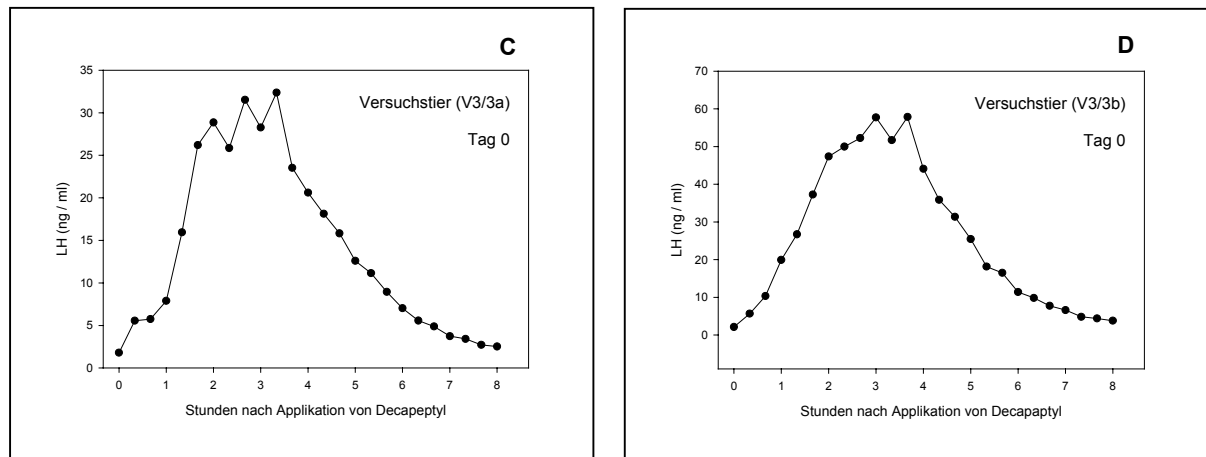 C
35
30
25
20
15
10
5
0
LH (ng / ml)
Versuchstier (V3/3a)
Tag 0
0 1 2 3 4 5 6 7 8
Stunden nach Applikation von Decapeptyl
D
70
60
50
40
30
20
10
0
LH (ng / ml)
Versuchstier (V3/3b)
Tag 0
0 1 2 3 4 5 6 7 8
Stunden nach Applikation von Decapaptyl